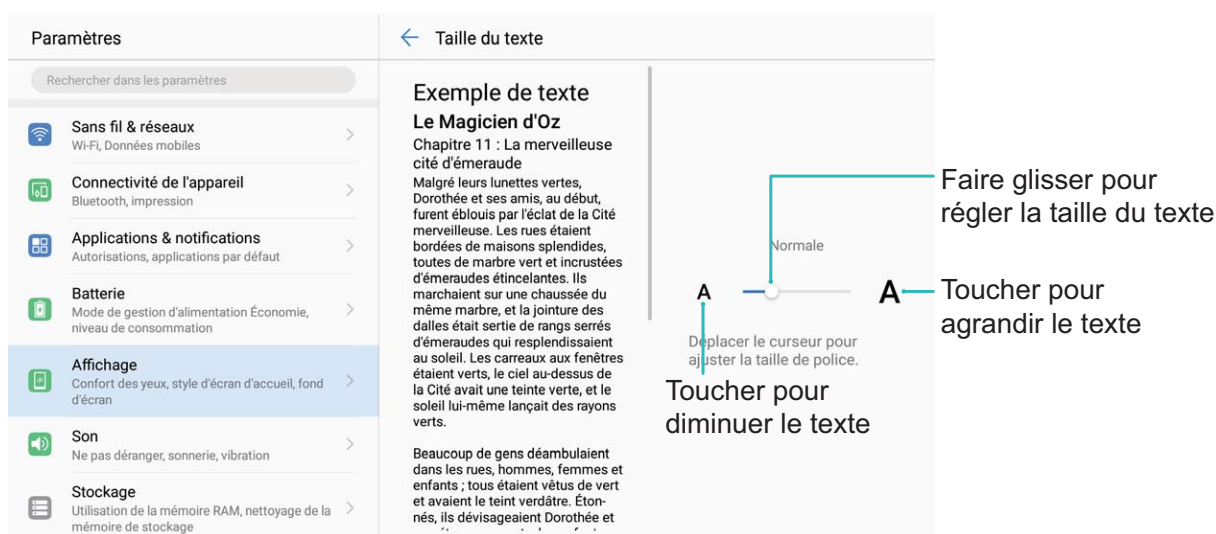 Paramètres
Rechercher dans les paramètres
Sans fil & réseaux
Wi-Fi, Données mobiles
Connectivité de l'appareil
Bluetooth, impression
Applications & notifications
Autorisations, applications par défaut
Batterie
Mode de gestion d'alimentation Économie,
niveau de consommation
Affichage
Confort des yeux, style d'écran d'accueil, fond
d'écran
Son
Ne pas déranger, sonnerie, vibration
Stockage
Utilisation de la mémoire RAM, nettoyage de la
mémoire de stockage
Taille du texte
Exemple de texte
Le Magicien d'Oz
Chapitre 11 : La merveilleuse
cité d'émeraude
Malgré leurs lunettes vertes,
Dorothée et ses amis, au début,
furent éblouis par l'éclat de la Cité
merveilleuse. Les rues étaient
bordées de maisons splendides,
toutes de marbre vert et incrustées
d'émeraudes étincelantes. Ils
marchaient sur une chaussée du
même marbre, et la jointure des
dalles était sertie de rangs serrés
d'émeraudes qui resplendissaient
au soleil. Les carreaux aux fenêtres
étaient verts, le ciel au-dessus de
la Cité avait une teinte verte, et le
soleil lui-même lançait des rayons
verts.
Beaucoup de gens déambulaient
dans les rues, hommes, femmes et
enfants ; tous étaient vêtus de vert
et avaient le teint verdâtre. Éton-
nés, ils dévisageaient Dorothée et
Normale
A A
Déplacer le curseur pour
ajuster la taille de police.
Toucher pour
diminuer le texte
Faire glisser pour
régler la taille du texte
Toucher pour
agrandir le texte